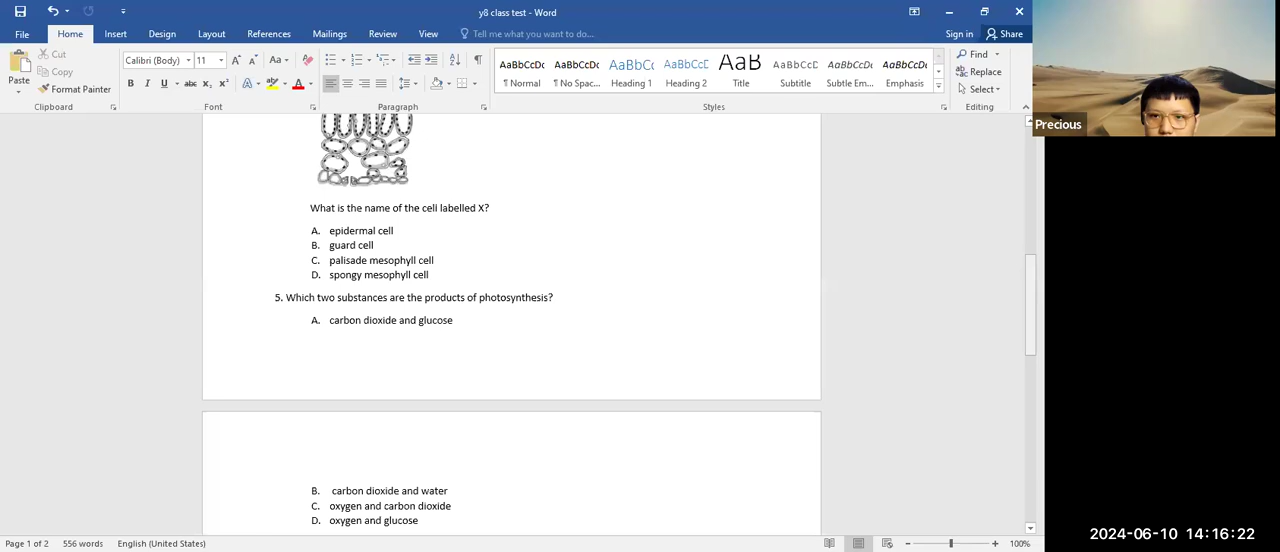 y8 class test - Word
File Home Insert Design Layout References Mailings Review View Tell me what you want to do... Sign in Share
Paste
Cut
Copy
Format Painter
Calibri (Body) 11
Clipboard Font Paragraph Styles Editing
AaBbCcDc AaBbCcDc AaBbCc AaBbCcD AaB AaBbCcD AaBbCcDc AaBbCcDc
¶ Normal ¶ No Spac... Heading 1 Heading 2 Title Subtitle Subtle Em... Emphasis
Find
Replace
Select
Precious
What is the name of the cell labelled X?
A. epidermal cell
B. guard cell
C. palisade mesophyll cell
D. spongy mesophyll cell
5. Which two substances are the products of photosynthesis?
A. carbon dioxide and glucose
B. carbon dioxide and water
C. oxygen and carbon dioxide
D. oxygen and glucose
Page 1 of 2 556 words English (United States) 100%
2024-06-10 14:16:22